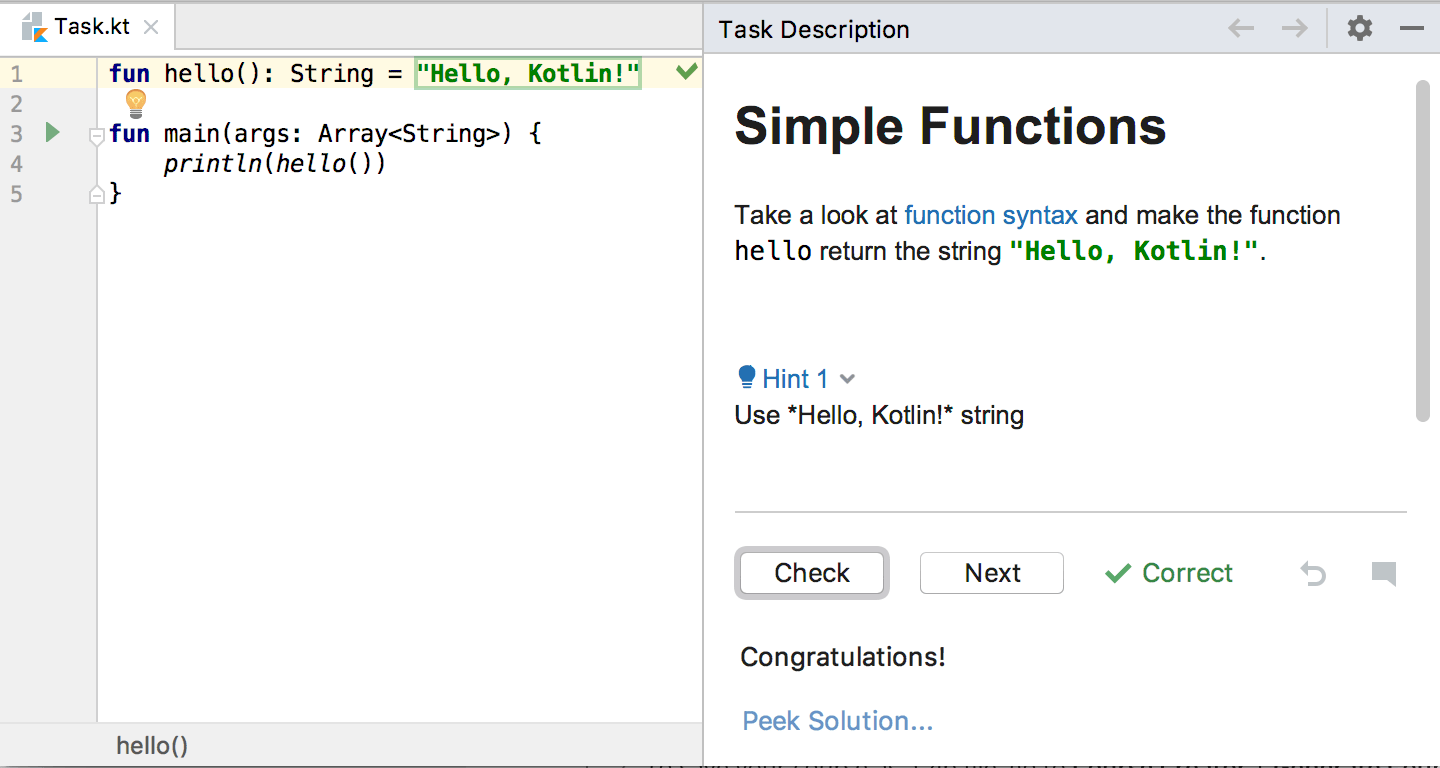 Task.kt
1 fun hello(): String = "Hello, Kotlin!"
2
3 fun main(args: Array<String>) {
4 println(hello())
5 }
hello()
Task Description
Simple Functions
Take a look at function syntax and make the function
hello return the string "Hello, Kotlin!".
Hint 1
Use *Hello, Kotlin!* string
Check Next Correct
Congratulations!
Peek Solution...